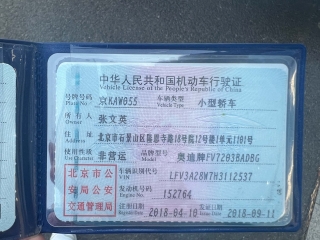 中华人民共和国机动车行驶证
Vehicle License of the People's Republic of China
号牌号码 京KAW055 车辆类型 小型轿车
Plate No. Vehicle Type
所有人 张文英
Owner
住址 北京市石景山区慈恩寺路18号院12号楼2单元1101号
Address
使用性质 非营运 品牌型号 奥迪牌FV7203BADBG
Use Character Model
北京市公安局公安交通管理局
车辆识别代号 LFV3A28W7H3112537
VIN
发动机号码 152764
Engine No.
注册日期 2018-04-10 发证日期 2018-09-11
Register Date Issue Date